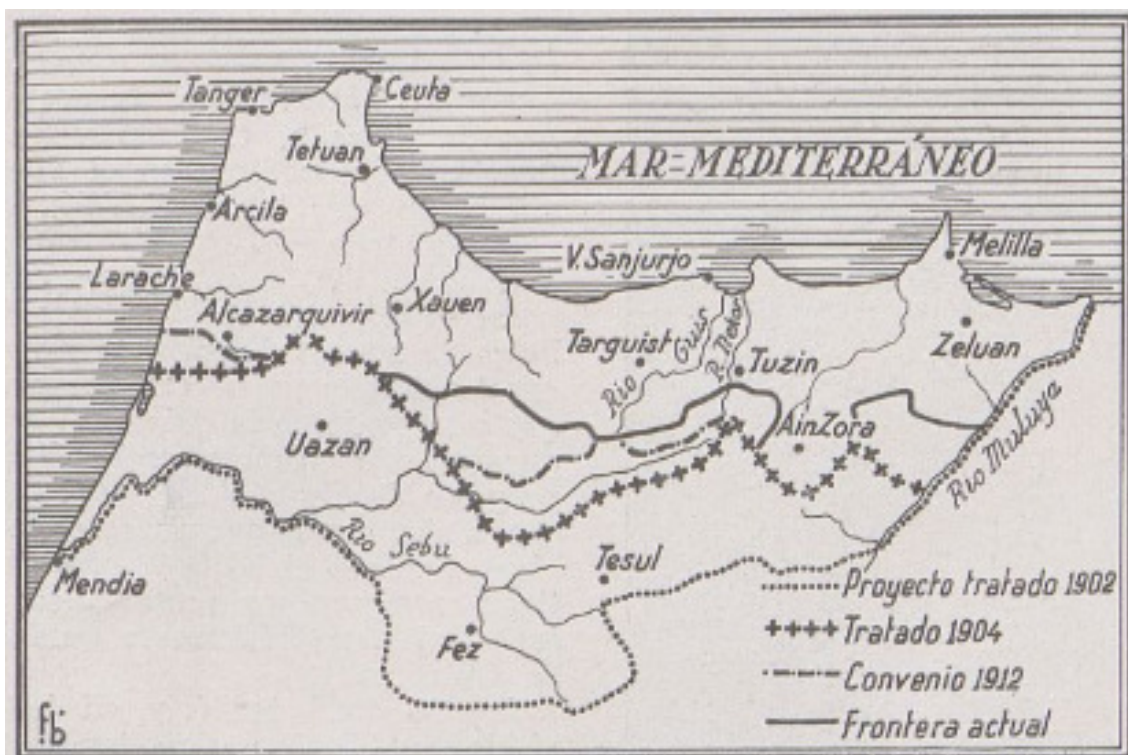 Ceuta
Tanger
Tetuan
MAR=MEDITERRÁNEO
Arcila
Melilla
V. Sanjurjo
Larache
Xauen
Alcazarquivir
Zeluan
Targuist
Rio Guis
R. Nekor
Tuzin
Uazan
AinZora
Rio Muluya
Rio Sebu
Mendia
Tesul
Fez
Proyecto tratado 1902
Tratado 1904
Convenio 1912
Frontera actual